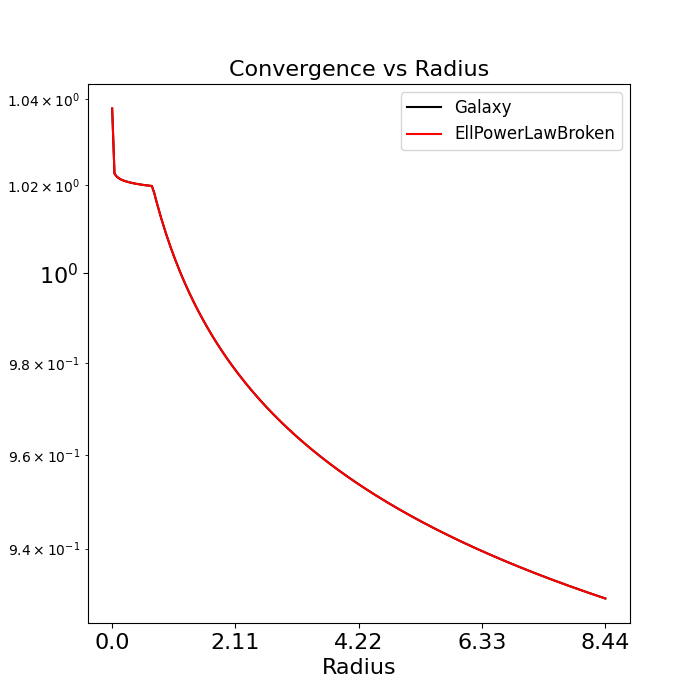 Convergence vs Radius
Galaxy
EllPowerLawBroken
1.04 × 10⁰
1.02 × 10⁰
10⁰
9.8 × 10⁻¹
9.6 × 10⁻¹
9.4 × 10⁻¹
0.0 2.11 4.22 6.33 8.44
Radius